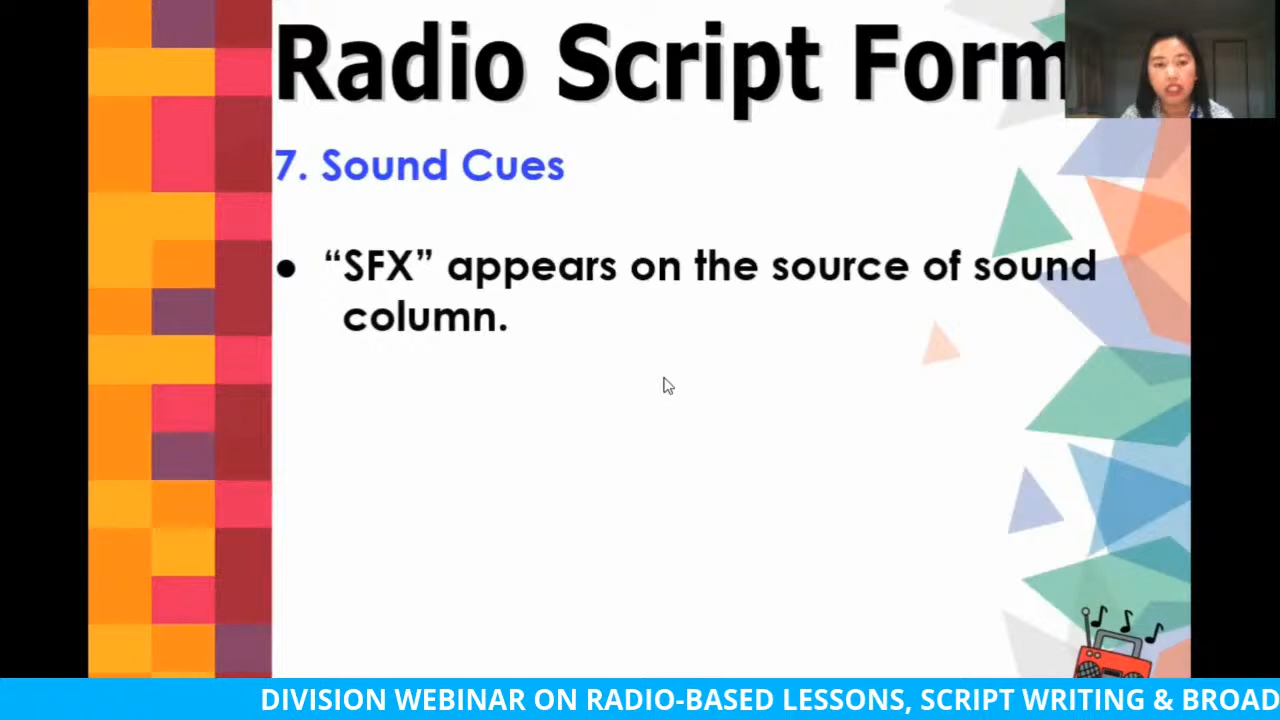 Radio Script Form
7. Sound Cues
● “SFX” appears on the source of sound
column.
DIVISION WEBINAR ON RADIO-BASED LESSONS, SCRIPT WRITING & BROAD